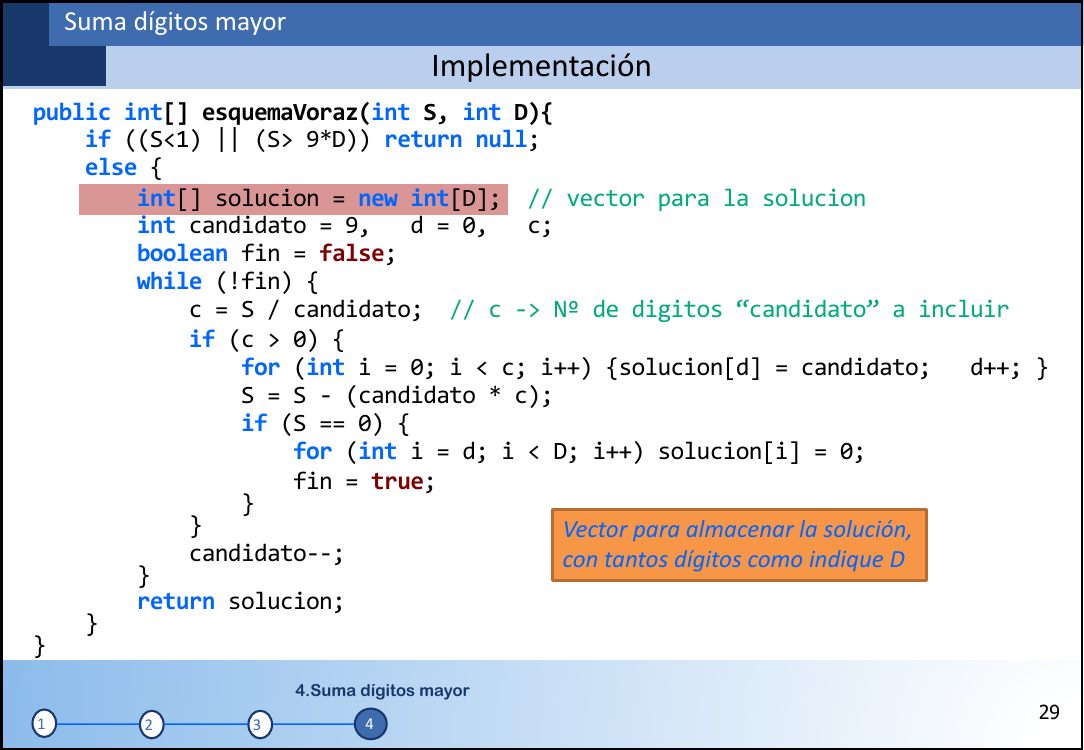 Suma dígitos mayor
Implementación
public int[] esquemaVoraz(int S, int D){
if ((S<1) || (S> 9*D)) return null;
else {
int[] solucion = new int[D];  // vector para la solucion
int candidato = 9,   d = 0,   c;
boolean fin = false;
while (!fin) {
c = S / candidato;  // c -> Nº de digitos “candidato” a incluir
if (c > 0) {
for (int i = 0; i < c; i++) {solucion[d] = candidato;   d++; }
S = S - (candidato * c);
if (S == 0) {
for (int i = d; i < D; i++) solucion[i] = 0;
fin = true;
}
}
candidato--;
}
return solucion;
}
}
Vector para almacenar la solución,
con tantos dígitos como indique D
4.Suma dígitos mayor
1 2 3 4
29